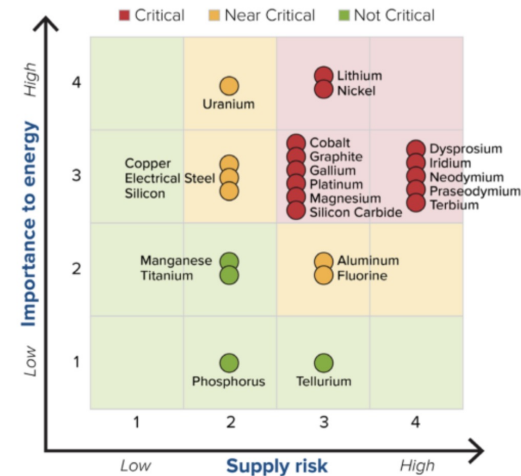 Critical Near Critical Not Critical
Importance to energy
High
Low
4
3
2
1
Uranium
Lithium
Nickel
Copper
Electrical Steel
Silicon
Cobalt
Graphite
Gallium
Platinum
Magnesium
Silicon Carbide
Dysprosium
Iridium
Neodymium
Praseodymium
Terbium
Manganese
Titanium
Aluminum
Fluorine
Phosphorus
Tellurium
1 2 3 4
Low Supply risk High